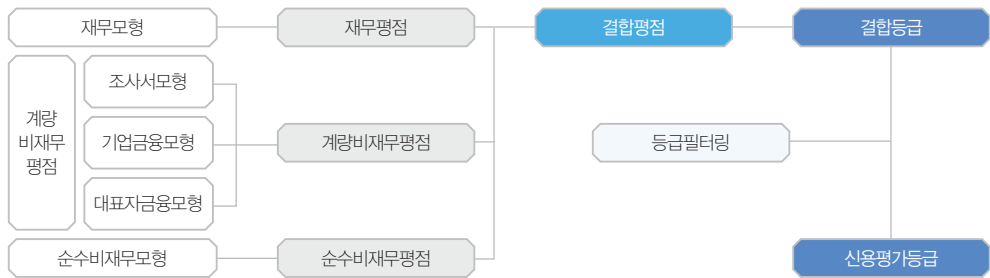 재무모형
재무평점
결합평점
결합등급
계량
비재무
평점
조사서모형
기업금융모형
대표자금융모형
계량비재무평점
등급필터링
순수비재무모형
순수비재무평점
신용평가등급